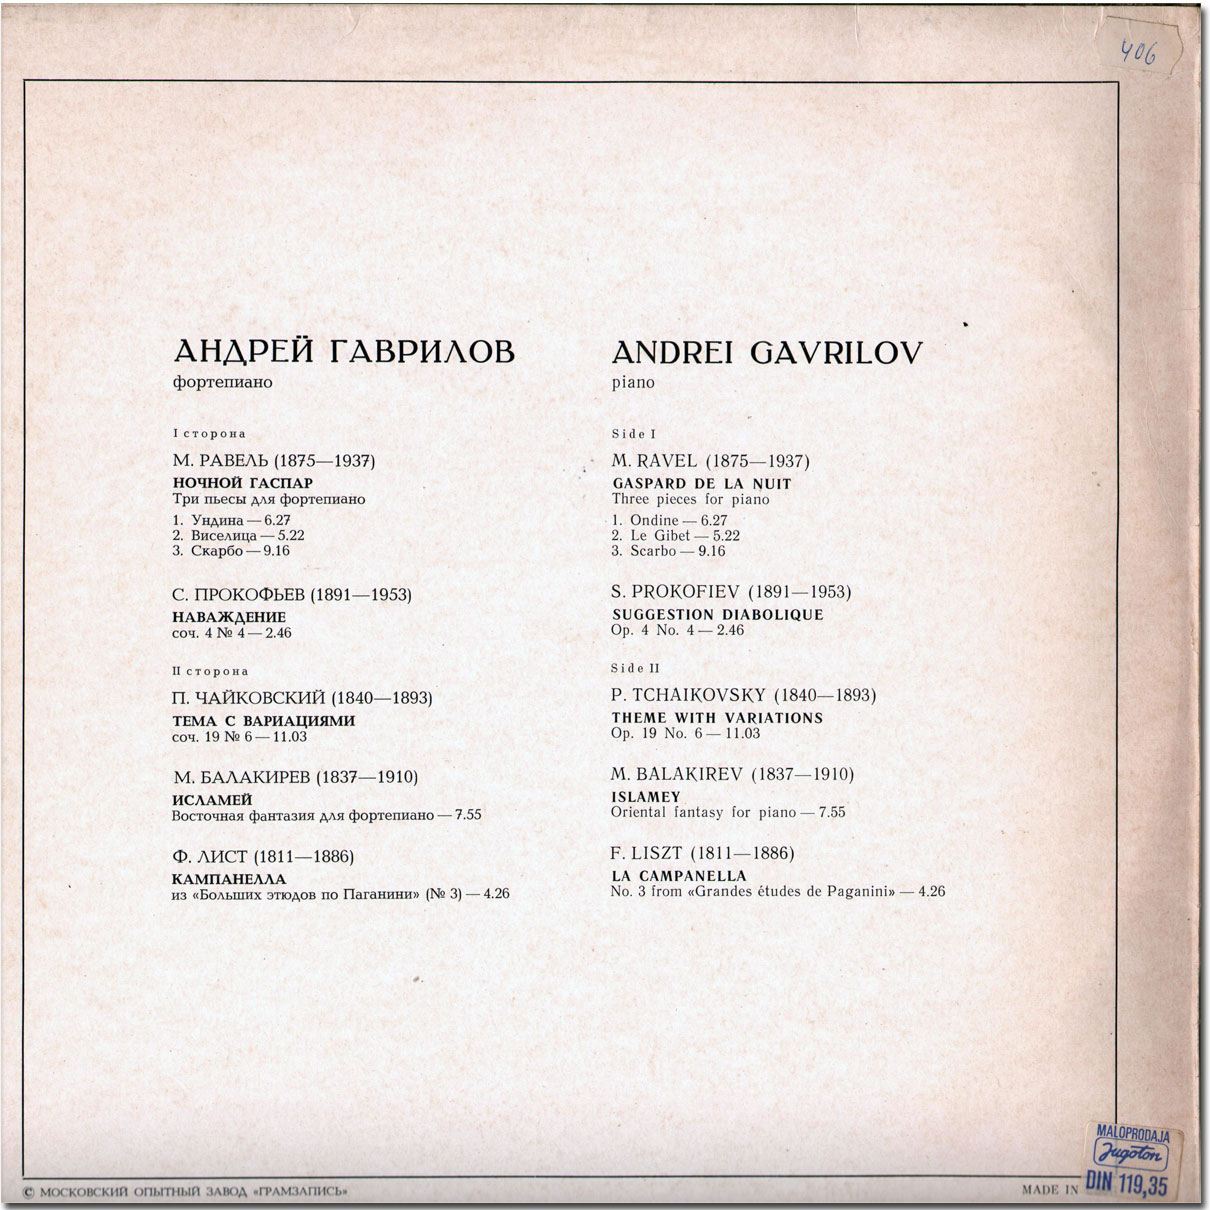 406
АНДРЕЙ ГАВРИЛОВ
фортепиано
I сторона
М. РАВЕЛЬ (1875—1937)
НОЧНОЙ ГАСПАР
Три пьесы для фортепиано
1. Ундина — 6.27
2. Виселица — 5.22
3. Скарбо — 9.16
С. ПРОКОФЬЕВ (1891—1953)
НАВАЖДЕНИЕ
соч. 4 № 4 — 2.46
II сторона
П. ЧАЙКОВСКИЙ (1840—1893)
ТЕМА С ВАРИАЦИЯМИ
соч. 19 № 6 — 11.03
М. БАЛАКИРЕВ (1837—1910)
ИСЛАМЕЙ
Восточная фантазия для фортепиано — 7.55
Ф. ЛИСТ (1811—1886)
КАМПАНЕЛЛА
из «Больших этюдов по Паганини» (№ 3) — 4.26
ANDREI GAVRILOV
piano
Side I
M. RAVEL (1875—1937)
GASPARD DE LA NUIT
Three pieces for piano
1. Ondine — 6.27
2. Le Gibet — 5.22
3. Scarbo — 9.16
S. PROKOFIEV (1891—1953)
SUGGESTION DIABOLIQUE
Op. 4 No. 4 — 2.46
Side II
P. TCHAIKOVSKY (1840—1893)
THEME WITH VARIATIONS
Op. 19 No. 6 — 11.03
M. BALAKIREV (1837—1910)
ISLAMEY
Oriental fantasy for piano — 7.55
F. LISZT (1811—1886)
LA CAMPANELLA
No. 3 from «Grandes études de Paganini» — 4.26
© МОСКОВСКИЙ ОПЫТНЫЙ ЗАВОД «ГРАМЗАПИСЬ»
MADE IN
MALOPRODAJA
Jugoton
DIN 119,35